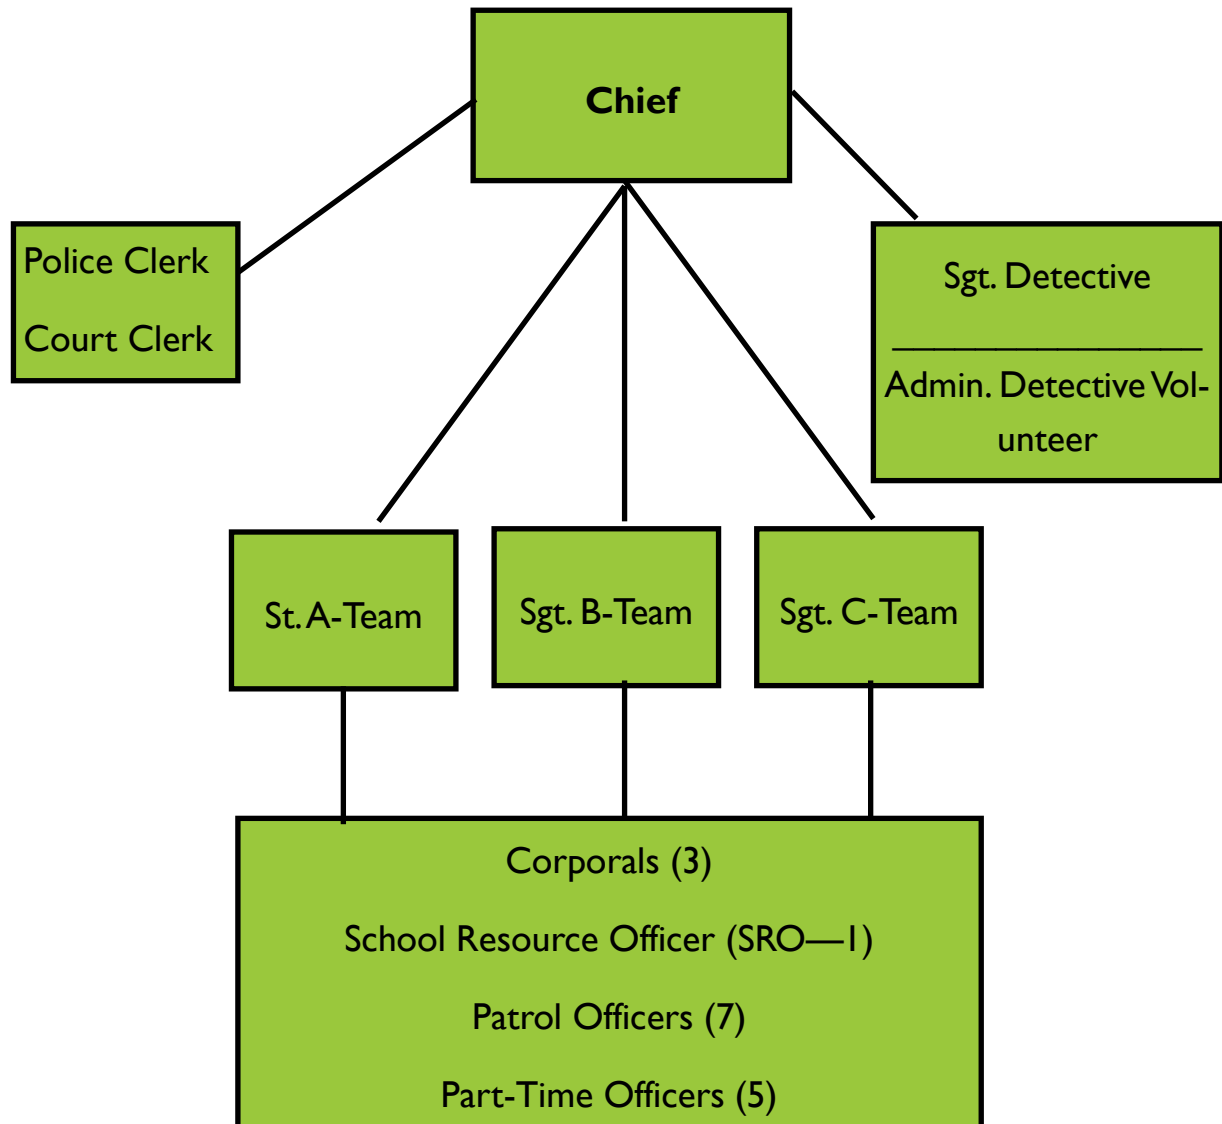 Chief
Police Clerk
Court Clerk
Sgt. Detective
Admin. Detective Vol-
unteer
St. A-Team
Sgt. B-Team
Sgt. C-Team
Corporals (3)
School Resource Officer (SRO—1)
Patrol Officers (7)
Part-Time Officers (5)